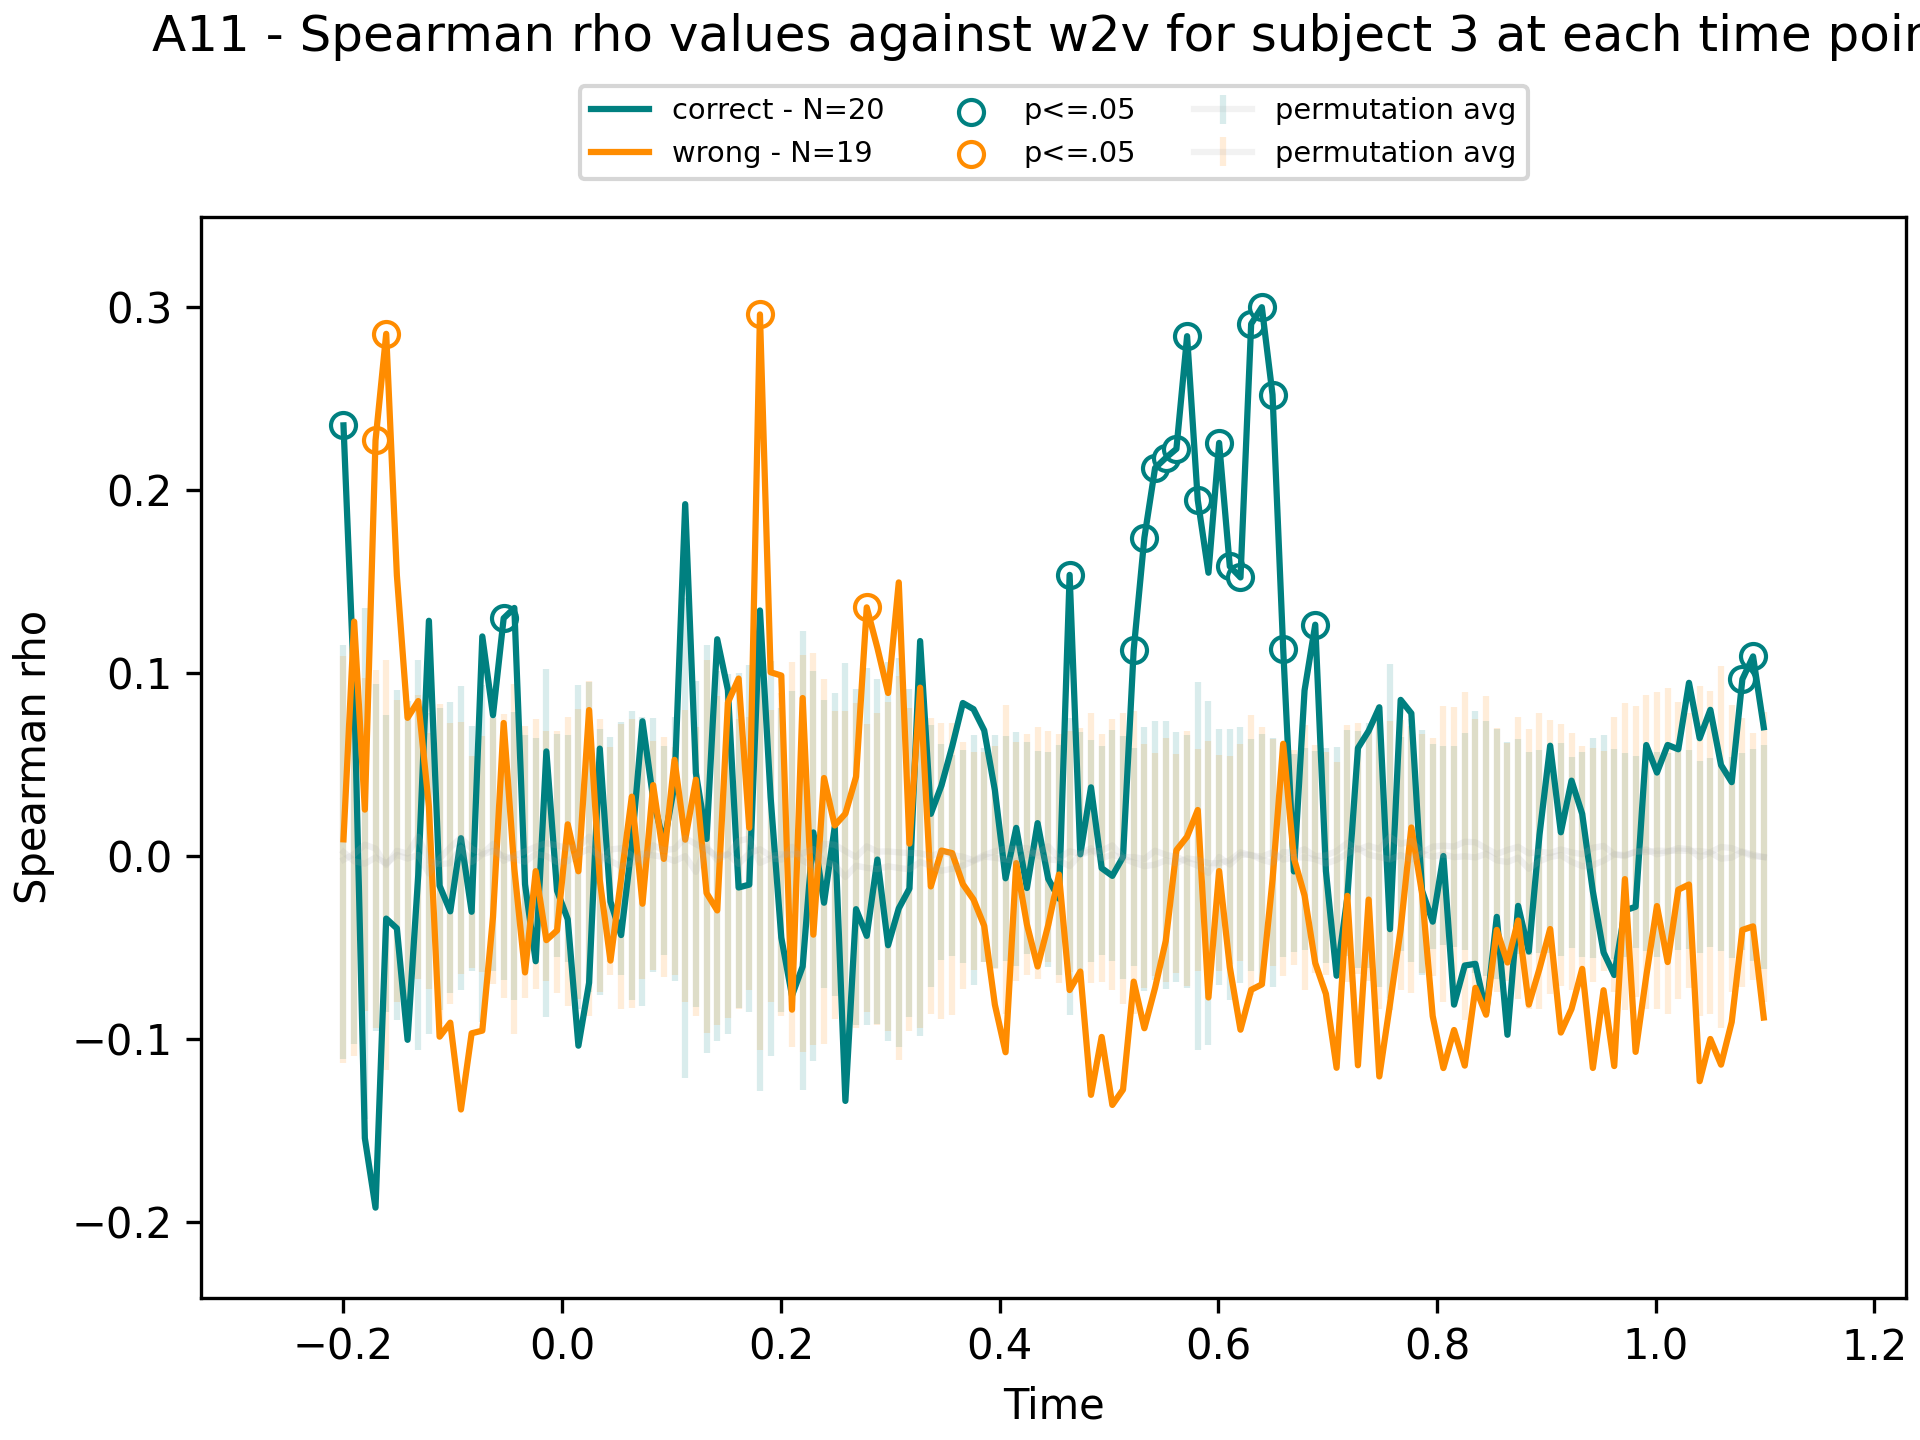 A11 - Spearman rho values against w2v for subject 3 at each time poin
correct - N=20
wrong - N=19
p<=.05
p<=.05
permutation avg
permutation avg
Spearman rho
0.3
0.2
0.1
0.0
−0.1
−0.2
−0.2 0.0 0.2 0.4 0.6 0.8 1.0 1.2
Time